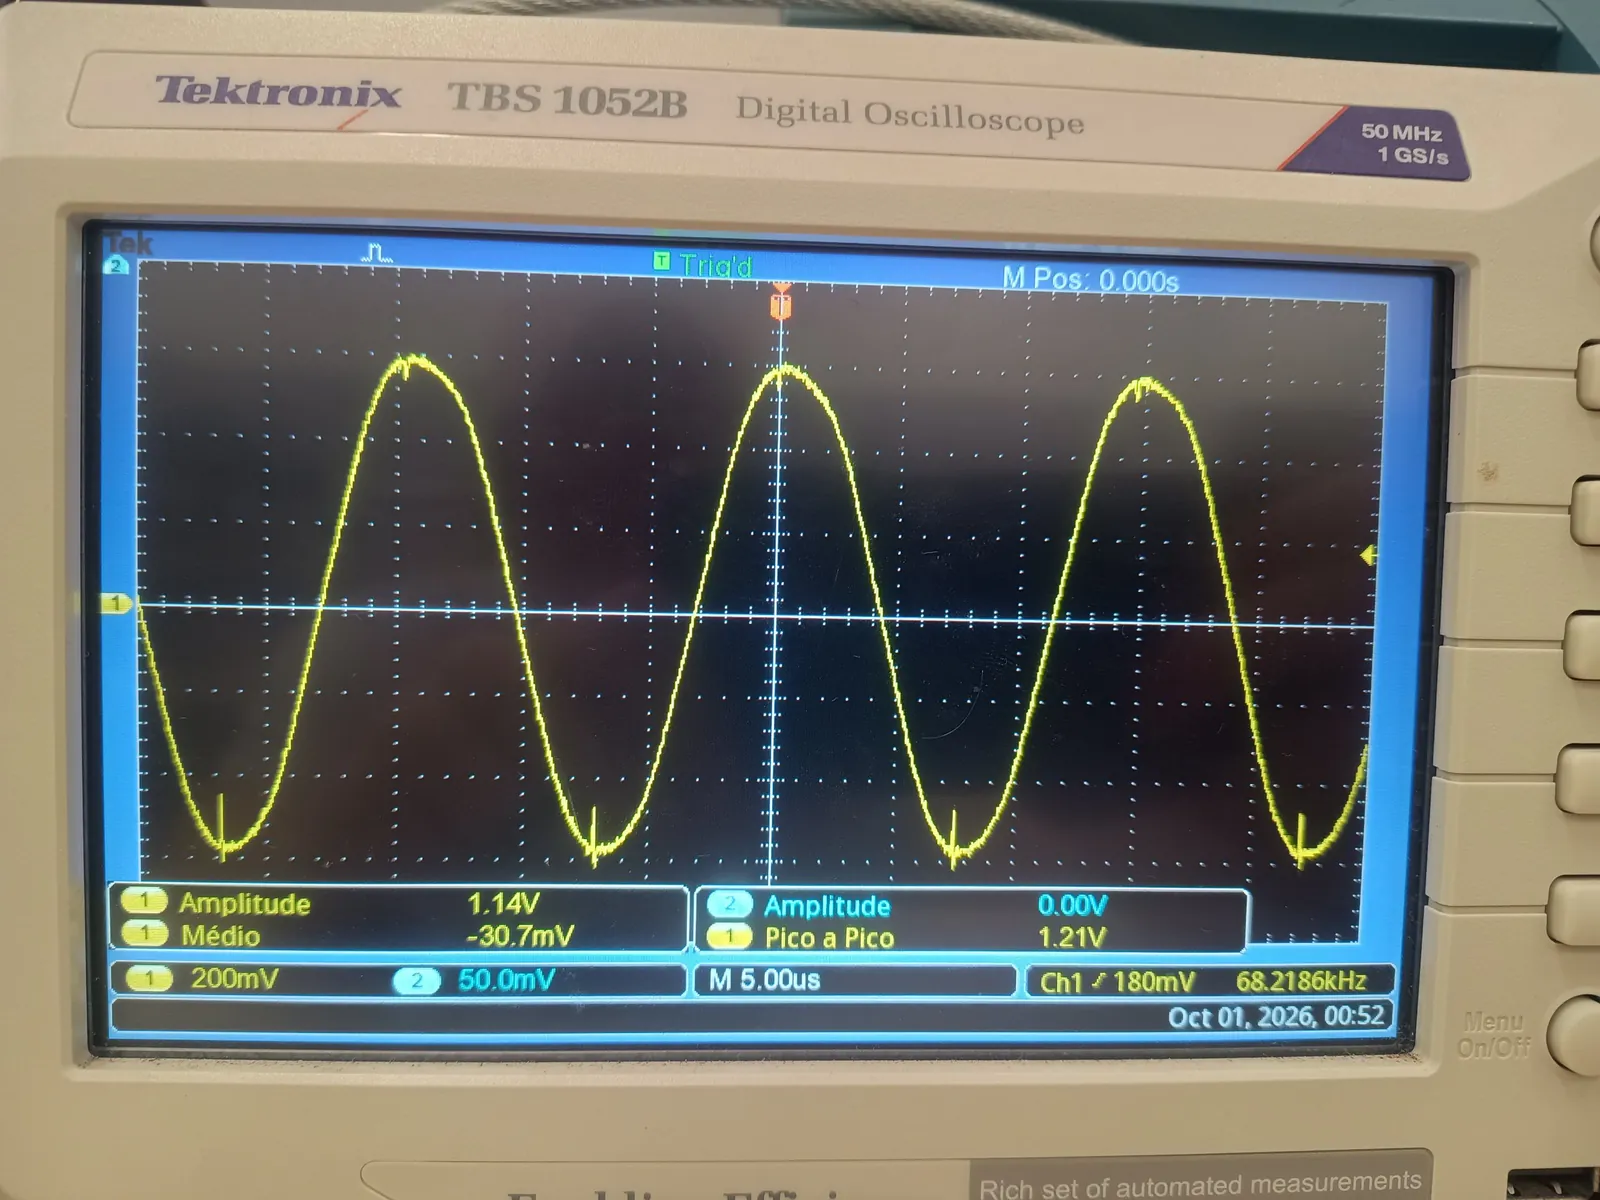 Tektronix TBS 1052B Digital Oscilloscope
50 MHz
1 GS/s
Tek
T Trig'd
M Pos: 0.000s
2
T
1
1 Amplitude 1.14V
1 Médio -30.7mV
2 Amplitude 0.00V
1 Pico a Pico 1.21V
1 200mV
2 50.0mV
M 5.00us
Ch1 180mV 68.2186kHz
Oct 01, 2026, 00:52
Menu
On/Off
Rich set of automated measurements